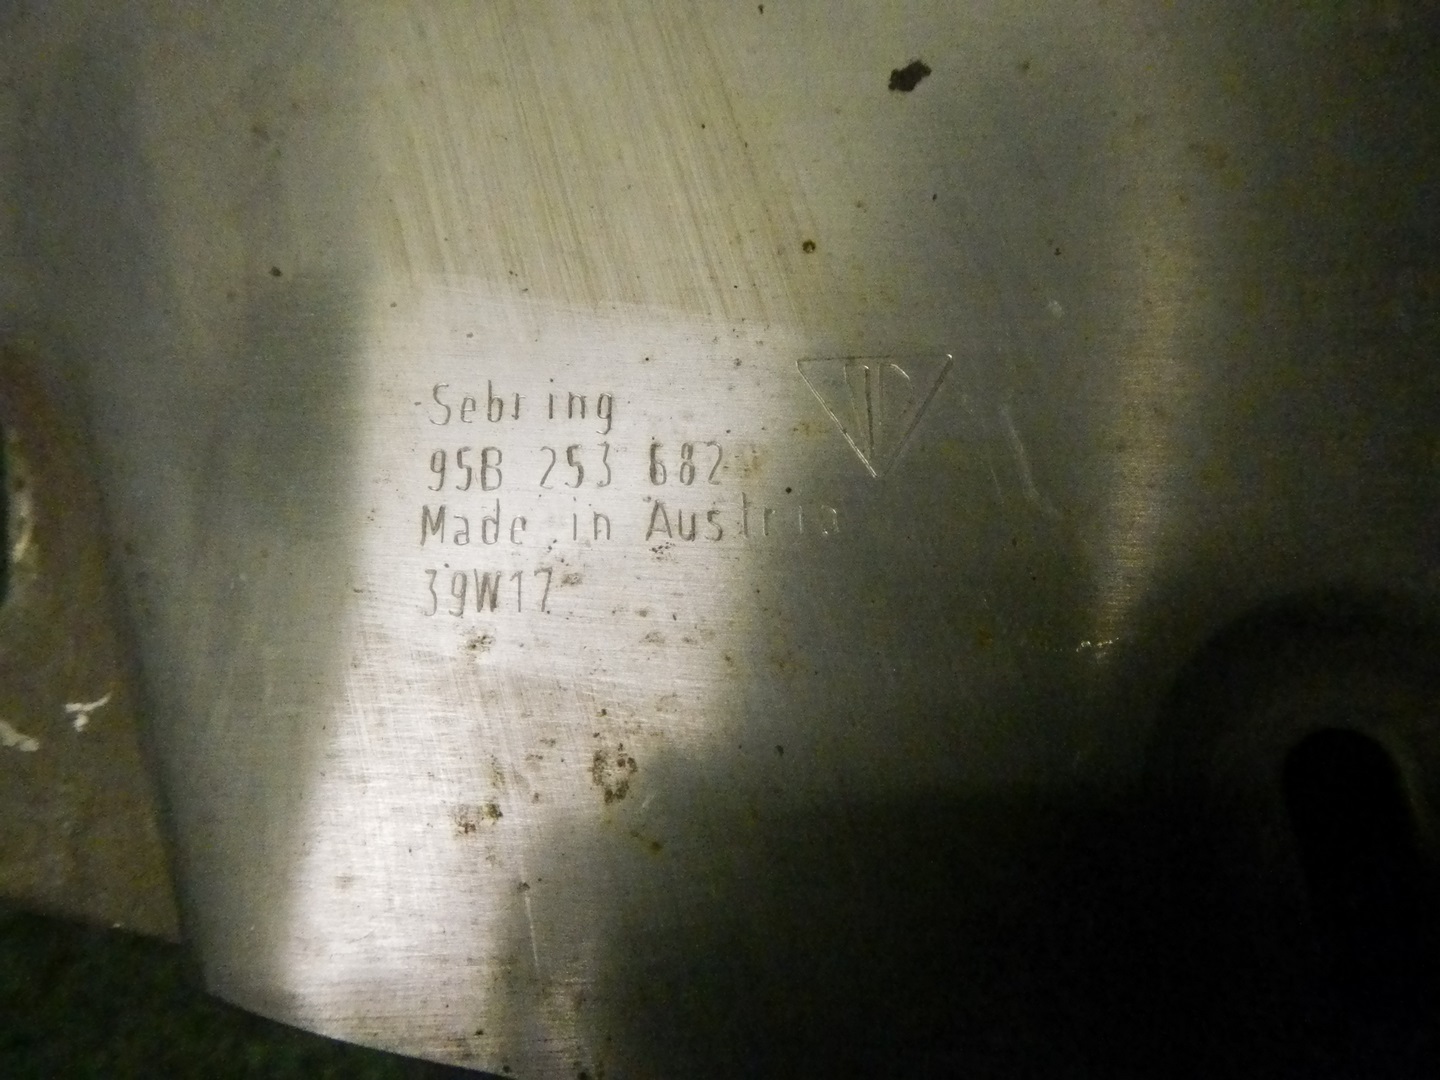 Sebring
95B 253 682
Made in Austria
39W17